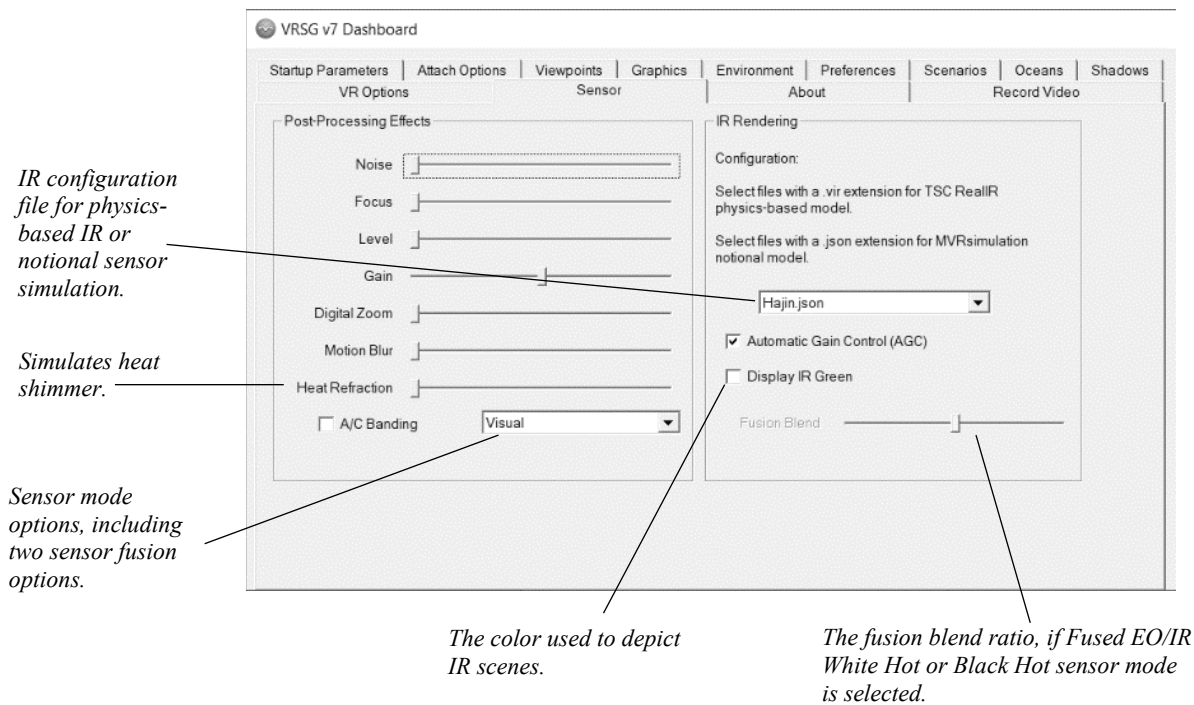 VRSG v7 Dashboard
Startup Parameters Attach Options Viewpoints Graphics Environment Preferences Scenarios Oceans Shadows
VR Options Sensor About Record Video
Post-Processing Effects
Noise
Focus
Level
Gain
Digital Zoom
Motion Blur
Heat Refraction
A/C Banding Visual
IR Rendering
Configuration:
Select files with a .vir extension for TSC RealIR
physics-based model.
Select files with a .json extension for MVRsimulation
notional model.
Hajin.json
Automatic Gain Control (AGC)
Display IR Green
Fusion Blend
IR configuration
file for physics-
based IR or
notional sensor
simulation.
Simulates heat
shimmer.
Sensor mode
options, including
two sensor fusion
options.
The color used to depict
IR scenes.
The fusion blend ratio, if Fused EO/IR
White Hot or Black Hot sensor mode
is selected.